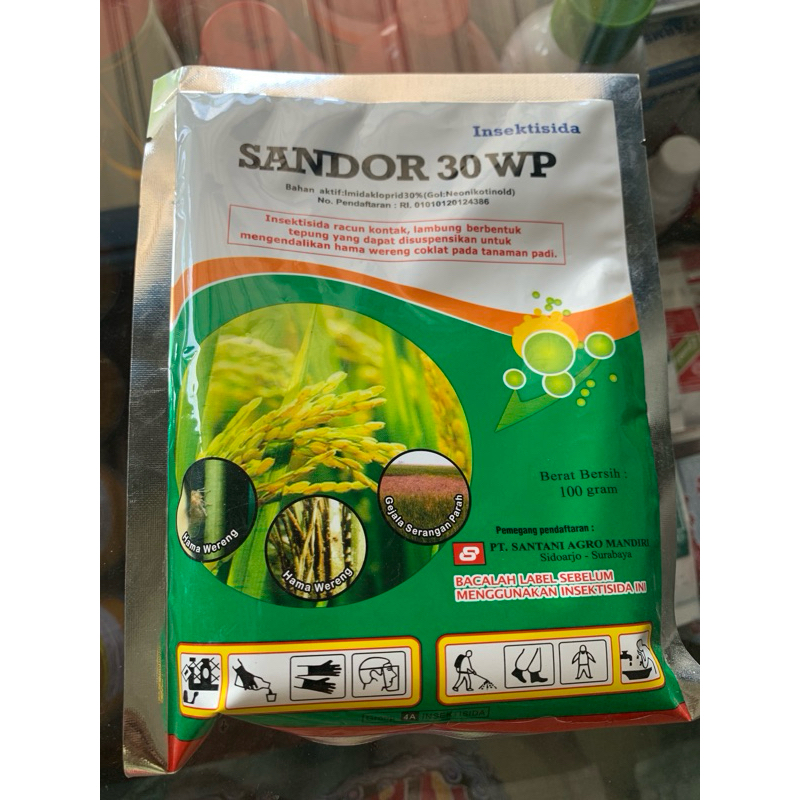 Insektisida
SANDOR 30 WP
Bahan aktif:Imidakloprid30%(Gol:Neonikotinoid)
No. Pendaftaran : RI. 01010120124386
Insektisida racun kontak, lambung berbentuk
tepung yang dapat disuspensikan untuk
mengendalikan hama wereng coklat pada tanaman padi.
Hama Wereng
Hama Wereng
Gejala Serangan Parah
Berat Bersih :
100 gram
Pemegang pendaftaran :
PT. SANTANI AGRO MANDIRI
Sidoarjo - Surabaya
BACALAH LABEL SEBELUM
MENGGUNAKAN INSEKTISIDA INI
4A